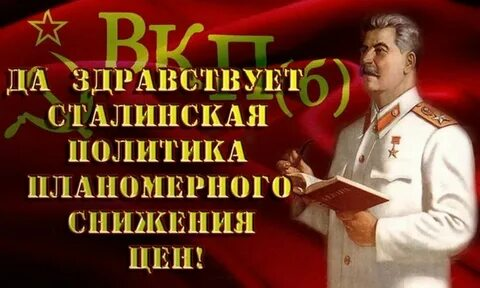 ВКП(б)
ДА ЗДРАВСТВУЕТ
СТАЛИНСКАЯ
ПОЛИТИКА
ПЛАНОМЕРНОГО
СНИЖЕНИЯ
ЦЕН!